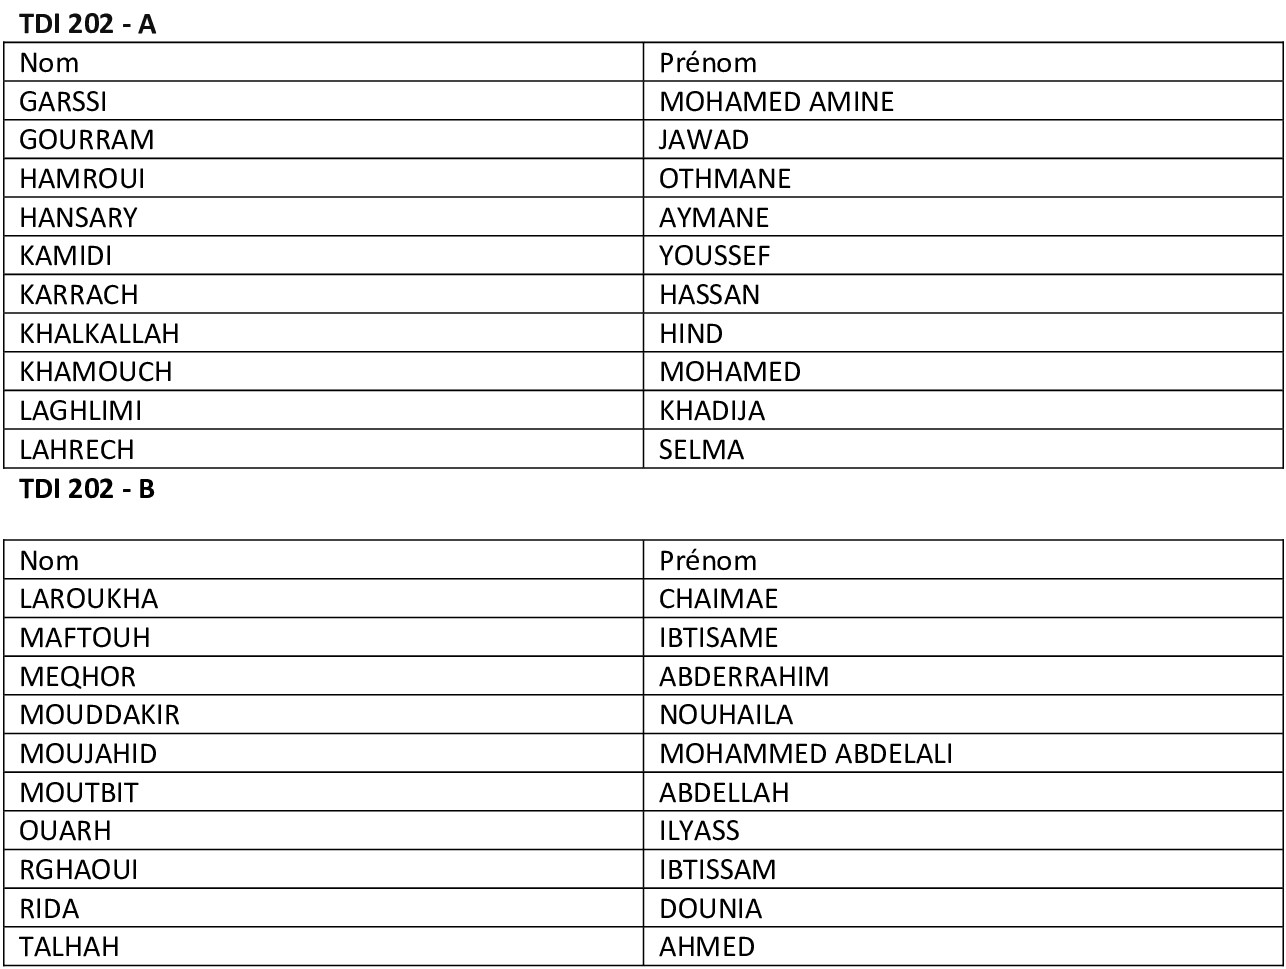 TDI 202 - A
Nom Prénom
GARSSI MOHAMED AMINE
GOURRAM JAWAD
HAMROUI OTHMANE
HANSARY AYMANE
KAMIDI YOUSSEF
KARRACH HASSAN
KHALKALLAH HIND
KHAMOUCH MOHAMED
LAGHLIMI KHADIJA
LAHRECH SELMA
TDI 202 - B
Nom Prénom
LAROUKHA CHAIMAE
MAFTOUH IBTISAME
MEQHOR ABDERRAHIM
MOUDDAKIR NOUHAILA
MOUJAHID MOHAMMED ABDELALI
MOUTBIT ABDELLAH
OUARH ILYASS
RGHAOUI IBTISSAM
RIDA DOUNIA
TALHAH AHMED